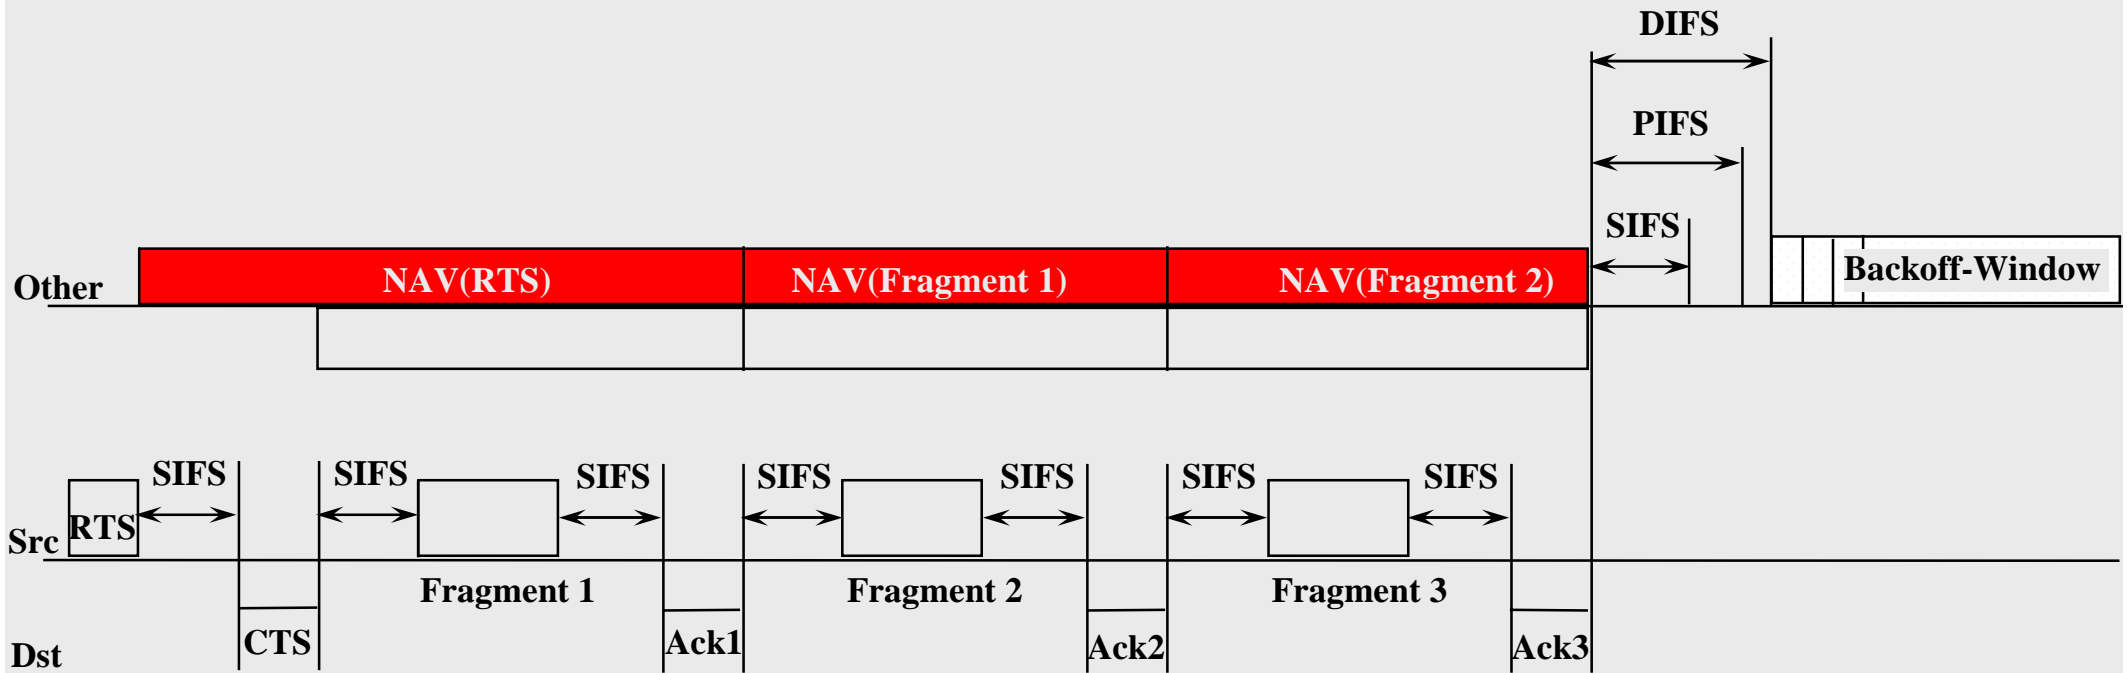 DIFS
PIFS
SIFS
Other
NAV(RTS)
NAV(Fragment 1)
NAV(Fragment 2)
Backoff-Window
SIFS
SIFS
SIFS
SIFS
SIFS
SIFS
SIFS
Src
RTS
Fragment 1
Fragment 2
Fragment 3
Dst
CTS
Ack1
Ack2
Ack3